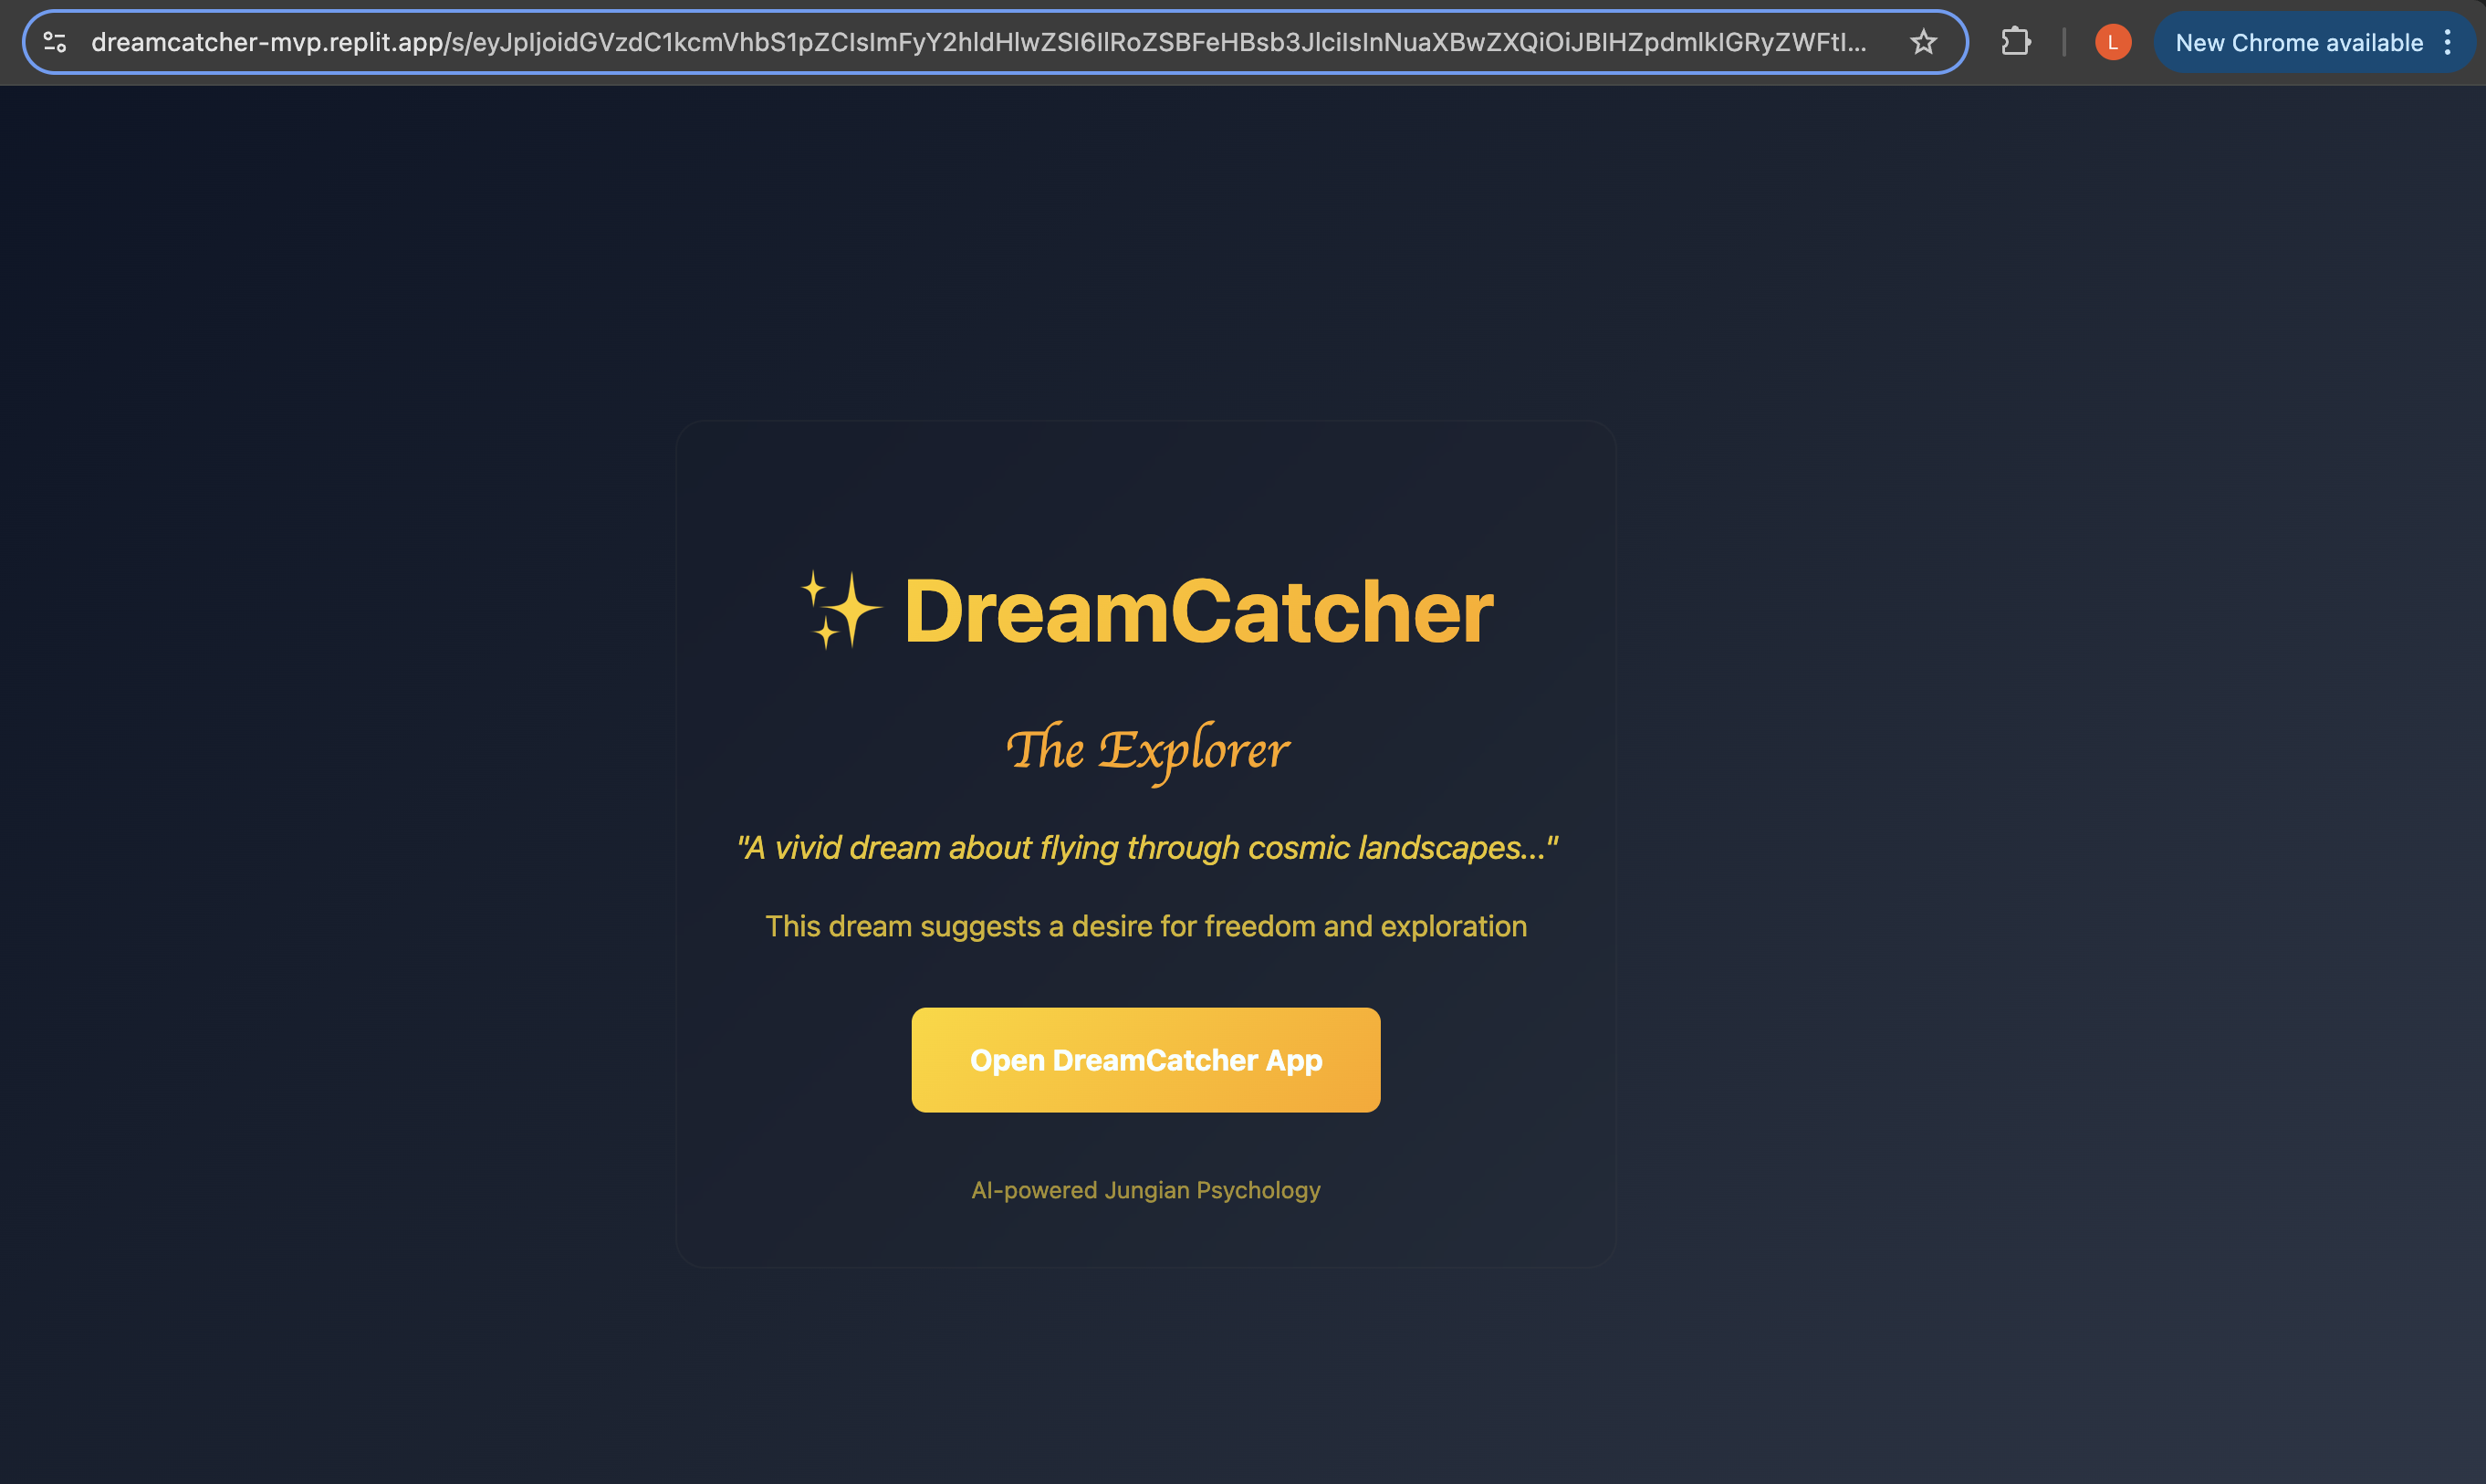 dreamcatcher-mvp.replit.app/s/eyJpIjoidGVzdC1kcmVhbS1pZCIsImFyY2hldHlwZSI6IlRoZSBFeHBsb3JlciIsInNuaXBwZXQiOiJBIHZpdmlkIGRyZWFtI...
L
New Chrome available
✨ DreamCatcher
The Explorer
"A vivid dream about flying through cosmic landscapes..."
This dream suggests a desire for freedom and exploration
Open DreamCatcher App
AI-powered Jungian Psychology